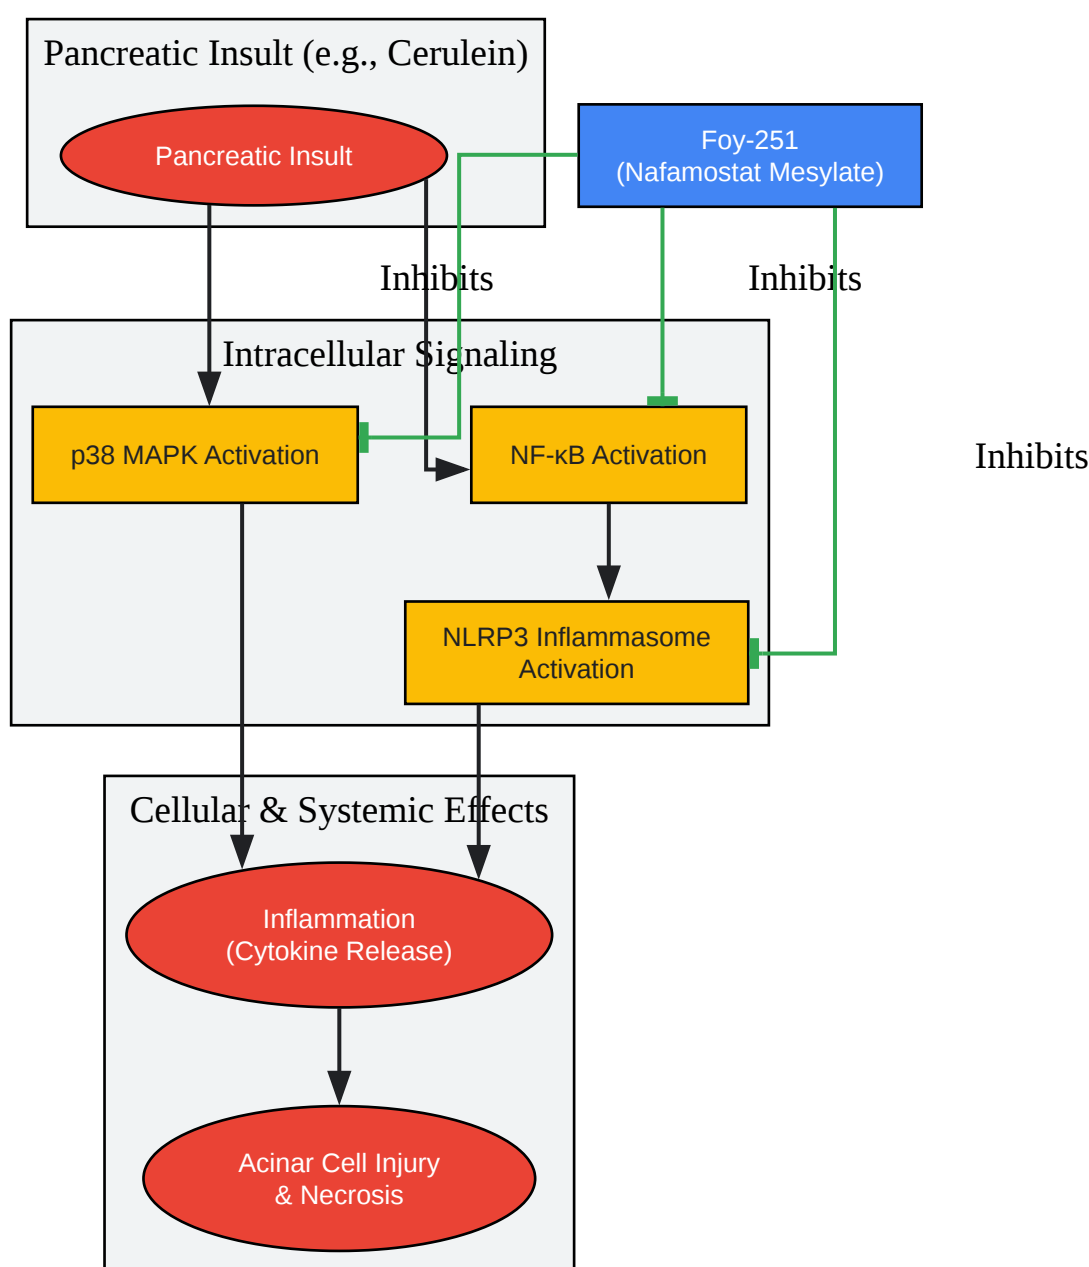 Pancreatic Insult (e.g., Cerulein)
Pancreatic Insult
Foy-251
(Nafamostat Mesylate)
Inhibits
Inhibits
Intracellular Signaling
p38 MAPK Activation
NF-κB Activation
Inhibits
NLRP3 Inflammasome
Activation
Cellular & Systemic Effects
Inflammation
(Cytokine Release)
Acinar Cell Injury
& Necrosis